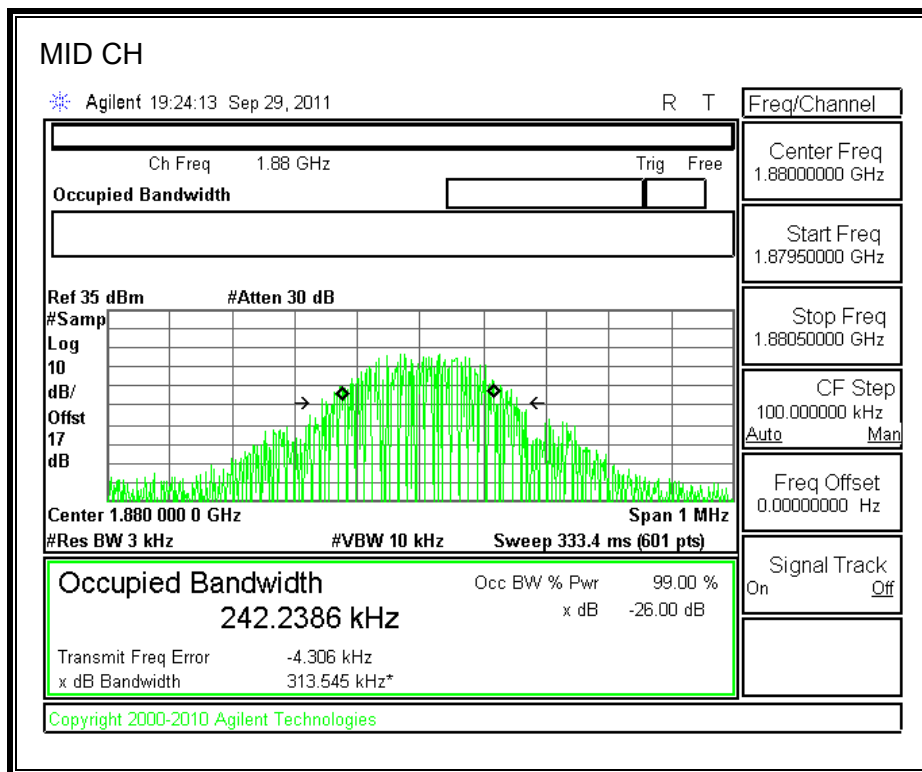 MID CH
Agilent 19:24:13 Sep 29, 2011 R T
Freq/Channel
Ch Freq 1.88 GHz Trig Free
Occupied Bandwidth
Center Freq
1.88000000 GHz
Start Freq
1.87950000 GHz
Stop Freq
1.88050000 GHz
CF Step
100.000000 kHz
Auto Man
Freq Offset
0.00000000 Hz
Signal Track
On Off
Ref 35 dBm #Atten 30 dB
#Samp
Log
10
dB/
Offst
17
dB
Center 1.880 000 0 GHz Span 1 MHz
#Res BW 3 kHz #VBW 10 kHz Sweep 333.4 ms (601 pts)
Occupied Bandwidth Occ BW % Pwr 99.00 %
242.2386 kHz x dB -26.00 dB
Transmit Freq Error -4.306 kHz
x dB Bandwidth 313.545 kHz*
Copyright 2000-2010 Agilent Technologies